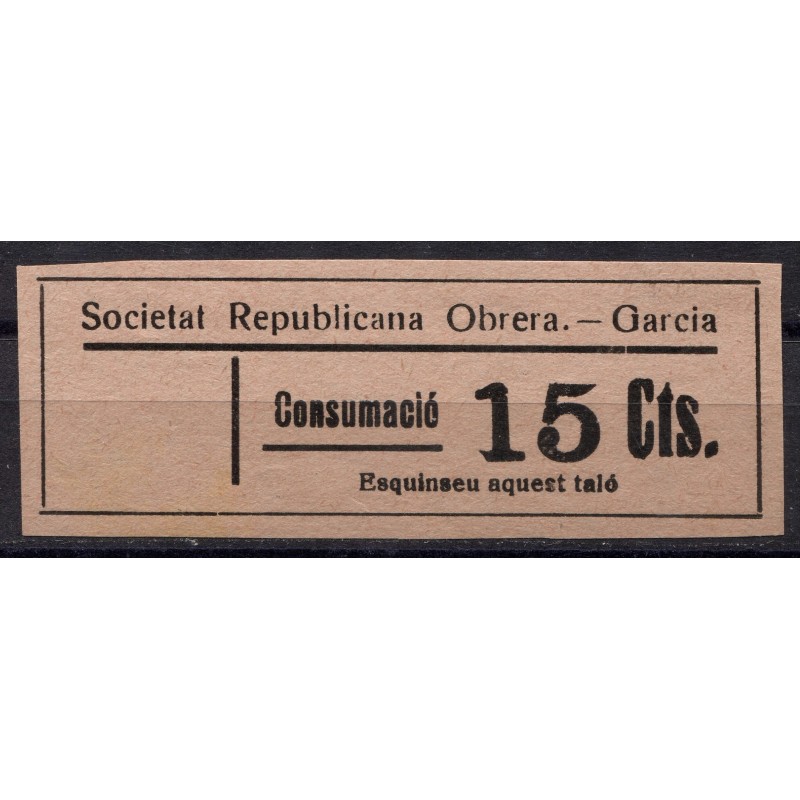 Societat Republicana Obrera. — Garcia
Consumació 15 Cts.
Esquinseu aquest taló